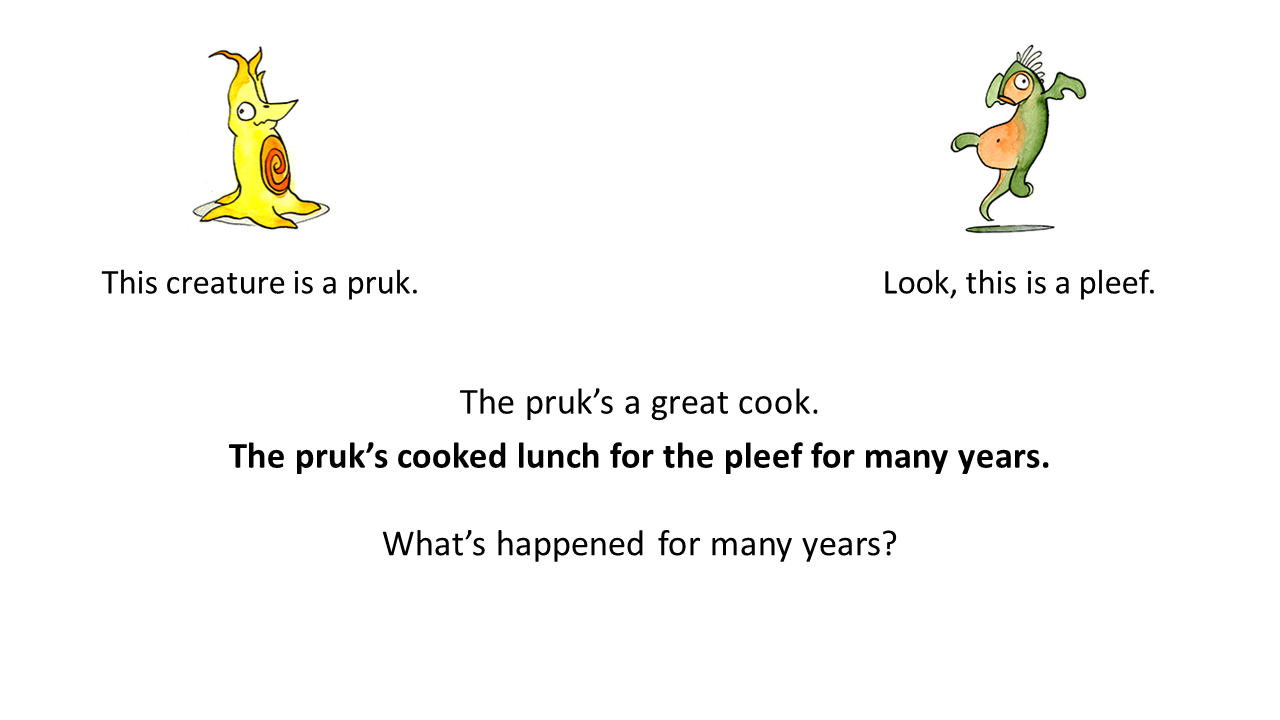 This creature is a pruk.
Look, this is a pleef.
The pruk’s a great cook.
The pruk’s cooked lunch for the pleef for many years.
What’s happened for many years?